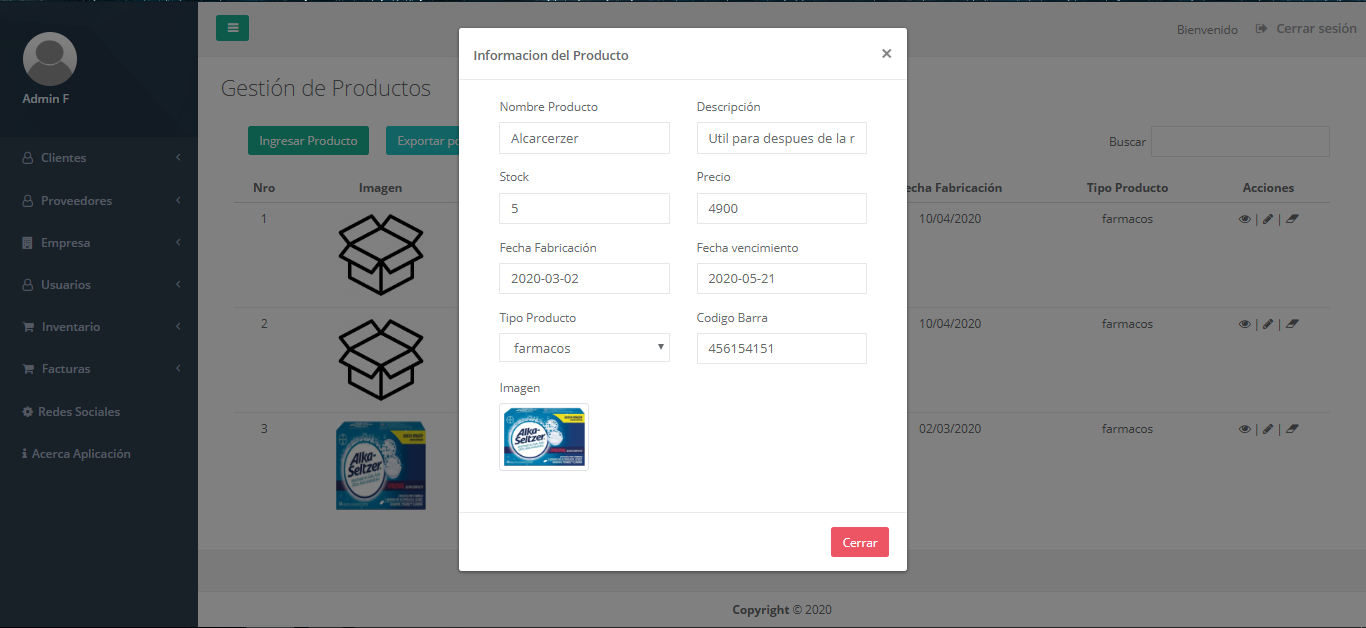 Bienvenido
Cerrar sesión
Admin F
Clientes
Proveedores
Empresa
Usuarios
Inventario
Facturas
Redes Sociales
Acerca Aplicación
Gestión de Productos
Ingresar Producto
Exportar po
Buscar
Nro
Imagen
echa Fabricación
Tipo Producto
Acciones
1
10/04/2020
farmacos
| |
2
10/04/2020
farmacos
| |
3
Alka-
Seltzer
02/03/2020
farmacos
| |
Informacion del Producto
×
Nombre Producto
Descripción
Alcarcerzer
Util para despues de la r
Stock
Precio
5
4900
Fecha Fabricación
Fecha vencimiento
2020-03-02
2020-05-21
Tipo Producto
Codigo Barra
farmacos
456154151
Imagen
Alka-
Seltzer
Cerrar
Copyright © 2020